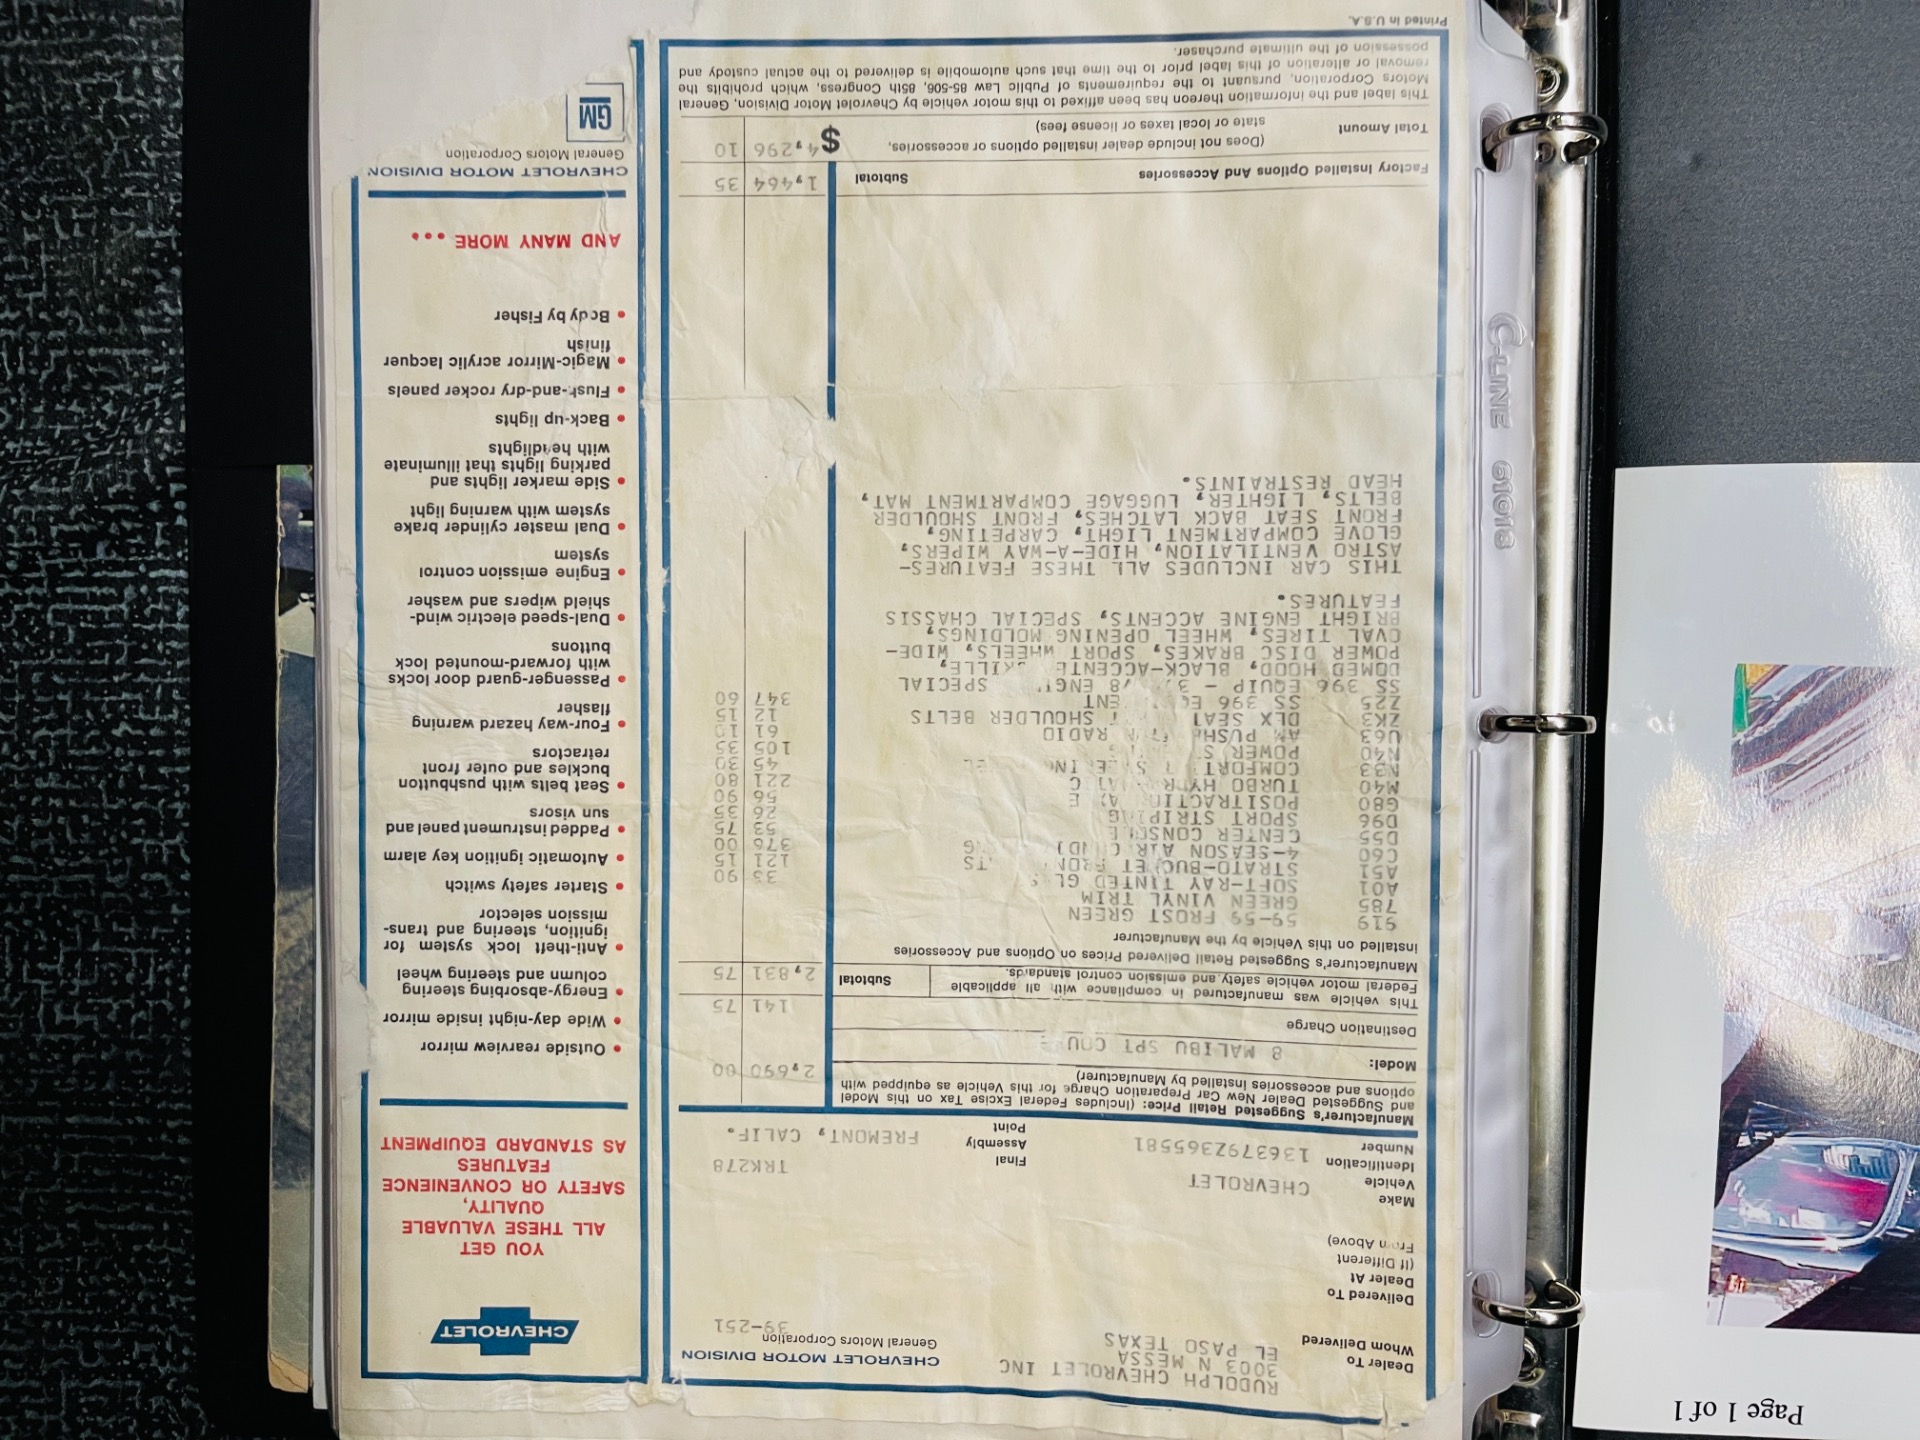 RUDOLPH CHEVROLET INC
Dealer To Whom Delivered
3003 N MESSA
EL PASO TEXAS
CHEVROLET MOTOR DIVISION
General Motors Corporation
39-251
Delivered To
Dealer At
(If Different
From Above)
Make CHEVROLET
Vehicle
Identification
Number 136379Z365581
Final
Assembly
Point
TRK278
FREMONT, CALIF.
Manufacturer's Suggested Retail Price: (Includes Federal Excise Tax on this Model
and Suggested Dealer New Car Preparation Charge for this Vehicle as equipped with
options and accessories installed by Manufacturer)
2,690 00
Model: 8 MALIBU SPT
Destination Charge 141 75
This vehicle was manufactured in compliance with all applicable
Federal motor vehicle safety and emission control standards.
Subtotal 2,831 75
Manufacturer's Suggested Retail Delivered Prices on Options and Accessories
Installed on this Vehicle by the Manufacturer
919 59-59 FROST GREEN
785 GREEN VINYL TRIM
A01 SOFT-RAY TINTED 33 90
A51 STRATO-BUCKET 121 15
C60 4-SEASON AIR 376 00
D55 CENTER CONSOLE 53 75
D96 SPORT STRIPING 26 35
G80 POSITRACTION 56 90
M40 TURBO 221 80
N33 COMFORT 45 30
N40 POWER 105 35
U63 AM RADIO 61 10
ZK3 DLX SEAT SHOULDER BELTS 12 15
Z25 SS 396 347 60
SS 396 EQUIP - SPECIAL
DOMED HOOD, BLACK-ACCENTED
POWER DISC BRAKES, SPORT WHEELS, WIDE-
OVAL TIRES, WHEEL OPENING MOLDINGS,
BRIGHT ENGINE ACCENTS, SPECIAL CHASSIS
FEATURES.
THIS CAR INCLUDES ALL THESE FEATURES-
ASTRO VENTILATION, HIDE-A-WAY WIPERS,
GLOVE COMPARTMENT LIGHT, CARPETING,
FRONT SEAT BACK LATCHES, FRONT SHOULDER
BELTS, LIGHTER, LUGGAGE COMPARTMENT MAT,
HEAD RESTRAINTS.
Factory Installed Options And Accessories Subtotal 1,464 35
Total Amount (Does not include dealer installed options or accessories,
state or local taxes or license fees)
$ 4,296 10
This label and the information thereon has been affixed to this motor vehicle by Chevrolet Motor Division, General
Motors Corporation, pursuant to the requirements of Public Law 85-506, 85th Congress, which prohibits the
removal or alteration of this label prior to the time that such automobile is delivered to the actual custody and
possession of the ultimate purchaser.
Printed in U.S.A.
CHEVROLET
YOU GET
ALL THESE VALUABLE
QUALITY,
SAFETY OR CONVENIENCE
FEATURES
AS STANDARD EQUIPMENT
• Outside rearview mirror
• Wide day-night inside mirror
• Energy-absorbing steering
column and steering wheel
• Anti-theft lock system for
ignition, steering and trans-
mission selector
• Starter safety switch
• Automatic ignition key alarm
• Padded instrument panel and
sun visors
• Seat belts with pushbutton
buckles and outer front
retractors
• Four-way hazard warning
flasher
• Passenger-guard door locks
with forward-mounted lock
buttons
• Dual-speed electric wind-
shield wipers and washer
• Engine emission control
system
• Dual master cylinder brake
system with warning light
• Side marker lights and
parking lights that illuminate
with headlights
• Back-up lights
• Flush-and-dry rocker panels
• Magic-Mirror acrylic lacquer
finish
• Body by Fisher
AND MANY MORE ...
CHEVROLET MOTOR DIVISION
General Motors Corporation
GM
C-LINE
Page 1 of 1